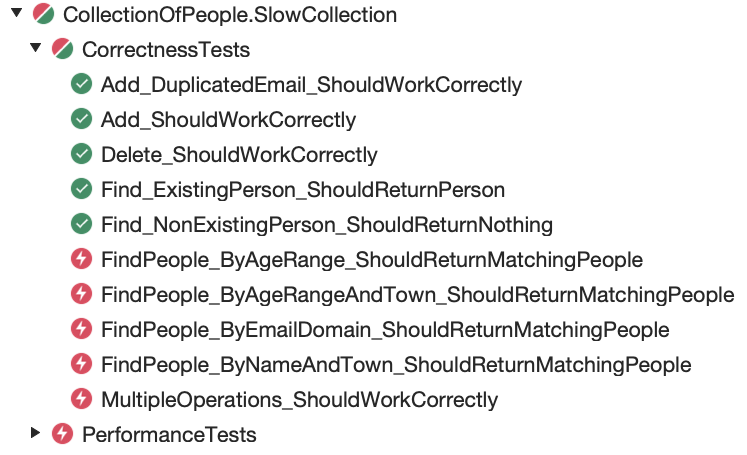 CollectionOfPeople.SlowCollection
CorrectnessTests
Add_DuplicatedEmail_ShouldWorkCorrectly
Add_ShouldWorkCorrectly
Delete_ShouldWorkCorrectly
Find_ExistingPerson_ShouldReturnPerson
Find_NonExistingPerson_ShouldReturnNothing
FindPeople_ByAgeRange_ShouldReturnMatchingPeople
FindPeople_ByAgeRangeAndTown_ShouldReturnMatchingPeople
FindPeople_ByEmailDomain_ShouldReturnMatchingPeople
FindPeople_ByNameAndTown_ShouldReturnMatchingPeople
MultipleOperations_ShouldWorkCorrectly
PerformanceTests